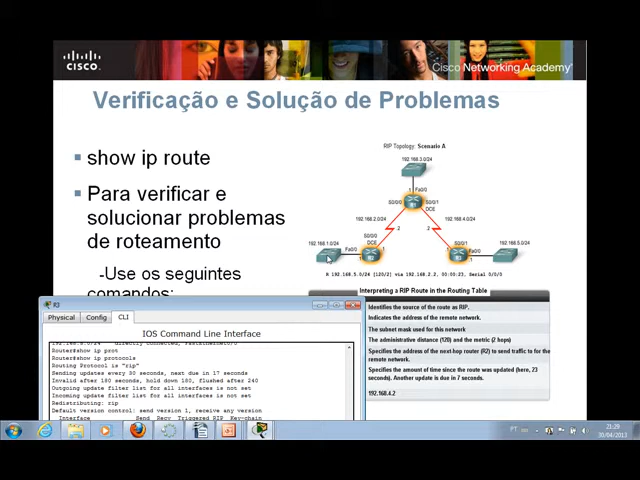 CISCO
Cisco Networking Academy
Verificação e Solução de Problemas
show ip route
Para verificar e
solucionar problemas
de roteamento
-Use os seguintes
comandos:
RIP Topology: Scenario A
192.168.3.0/24
Fa0/0
S0/0/0
S0/0/1
DCE
192.168.2.0/24
192.168.4.0/24
2
2
192.168.1.0/24
Fa0/0
S0/0/0
DCE
1
S0/0/1
1
Fa0/0
192.168.5.0/24
R 192.168.5.0/24 [120/2] via 192.168.2.2, 00:00:23, Serial 0/0/0
Interpreting a RIP Route in the Routing Table
Identifies the source of the route as RIP.
Indicates the address of the remote network.
The subnet mask used for this network
The administrative distance (120) and the metric (2 hops)
Specifies the address of the next-hop router (R2) to send traffic to for the
remote network.
Specifies the amount of time since the route was updated (here, 23
seconds). Another update is due in 7 seconds.
192.168.4.2
R3
Physical
Config
CLI
IOS Command Line Interface
Router#show ip prot
Router#show ip protocols
Routing Protocol is "rip"
Sending updates every 30 seconds, next due in 17 seconds
Invalid after 180 seconds, hold down 180, flushed after 240
Outgoing update filter list for all interfaces is not set
Incoming update filter list for all interfaces is not set
Redistributing: rip
Default version control: send version 1, receive any version
Interface Send Recv Triggered RIP Key-chain
PT
21:29
30/04/2013